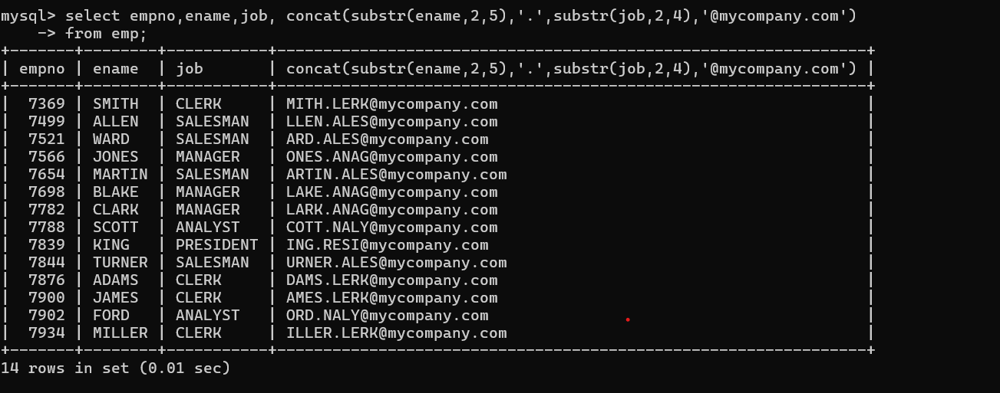 mysql> select empno,ename,job, concat(substr(ename,2,5),'.',substr(job,2,4),'@mycompany.com')
    -> from emp;
+-------+--------+-----------+----------------------------------------------------------------+
| empno | ename  | job       | concat(substr(ename,2,5),'.',substr(job,2,4),'@mycompany.com') |
+-------+--------+-----------+----------------------------------------------------------------+
|  7369 | SMITH  | CLERK     | MITH.LERK@mycompany.com                                        |
|  7499 | ALLEN  | SALESMAN  | LLEN.ALES@mycompany.com                                        |
|  7521 | WARD   | SALESMAN  | ARD.ALES@mycompany.com                                         |
|  7566 | JONES  | MANAGER   | ONES.ANAG@mycompany.com                                        |
|  7654 | MARTIN | SALESMAN  | ARTIN.ALES@mycompany.com                                       |
|  7698 | BLAKE  | MANAGER   | LAKE.ANAG@mycompany.com                                        |
|  7782 | CLARK  | MANAGER   | LARK.ANAG@mycompany.com                                        |
|  7788 | SCOTT  | ANALYST   | COTT.NALY@mycompany.com                                        |
|  7839 | KING   | PRESIDENT | ING.RESI@mycompany.com                                         |
|  7844 | TURNER | SALESMAN  | URNER.ALES@mycompany.com                                       |
|  7876 | ADAMS  | CLERK     | DAMS.LERK@mycompany.com                                        |
|  7900 | JAMES  | CLERK     | AMES.LERK@mycompany.com                                        |
|  7902 | FORD   | ANALYST   | ORD.NALY@mycompany.com                                         |
|  7934 | MILLER | CLERK     | ILLER.LERK@mycompany.com                                       |
+-------+--------+-----------+----------------------------------------------------------------+
14 rows in set (0.01 sec)